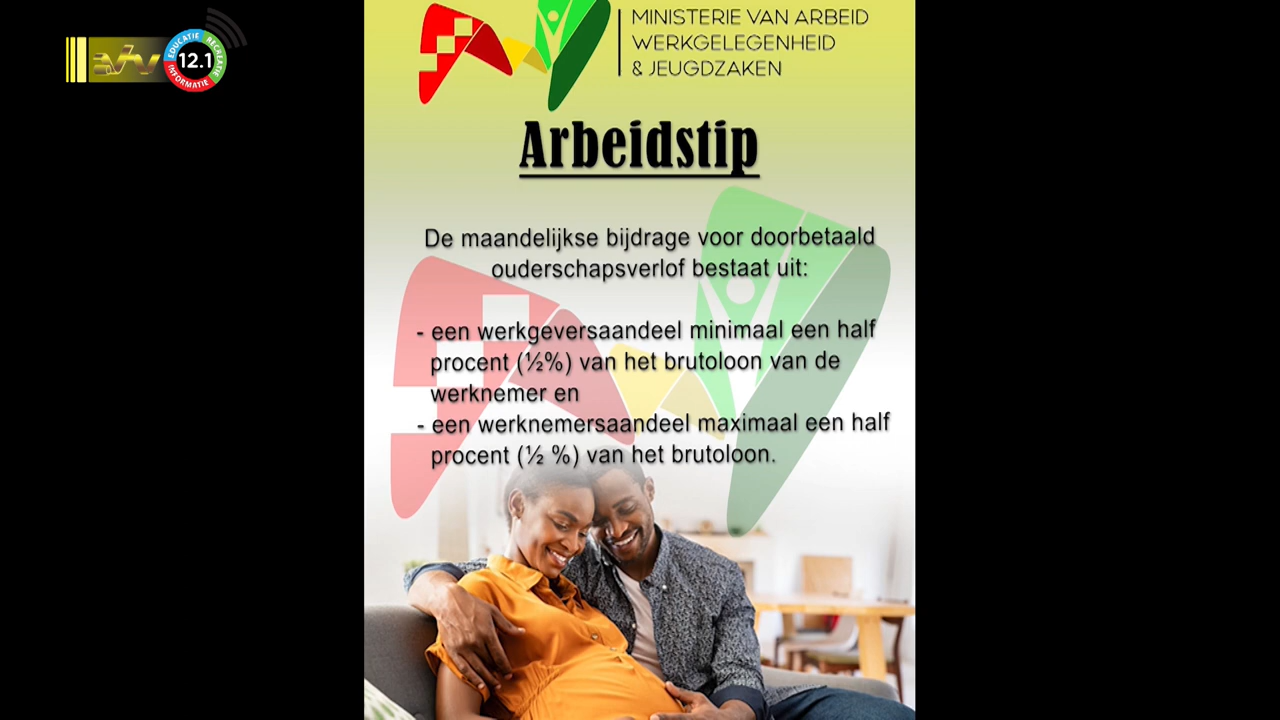 ATV
EDUCATIE
RECREATIE
INFORMATIE
12.1
MINISTERIE VAN ARBEID
WERKGELEGENHEID
& JEUGDZAKEN
Arbeidstip
De maandelijkse bijdrage voor doorbetaald
ouderschapsverlof bestaat uit:
- een werkgeversaandeel minimaal een half
procent (½%) van het brutoloon van de
werknemer en
- een werknemersaandeel maximaal een half
procent (½ %) van het brutoloon.